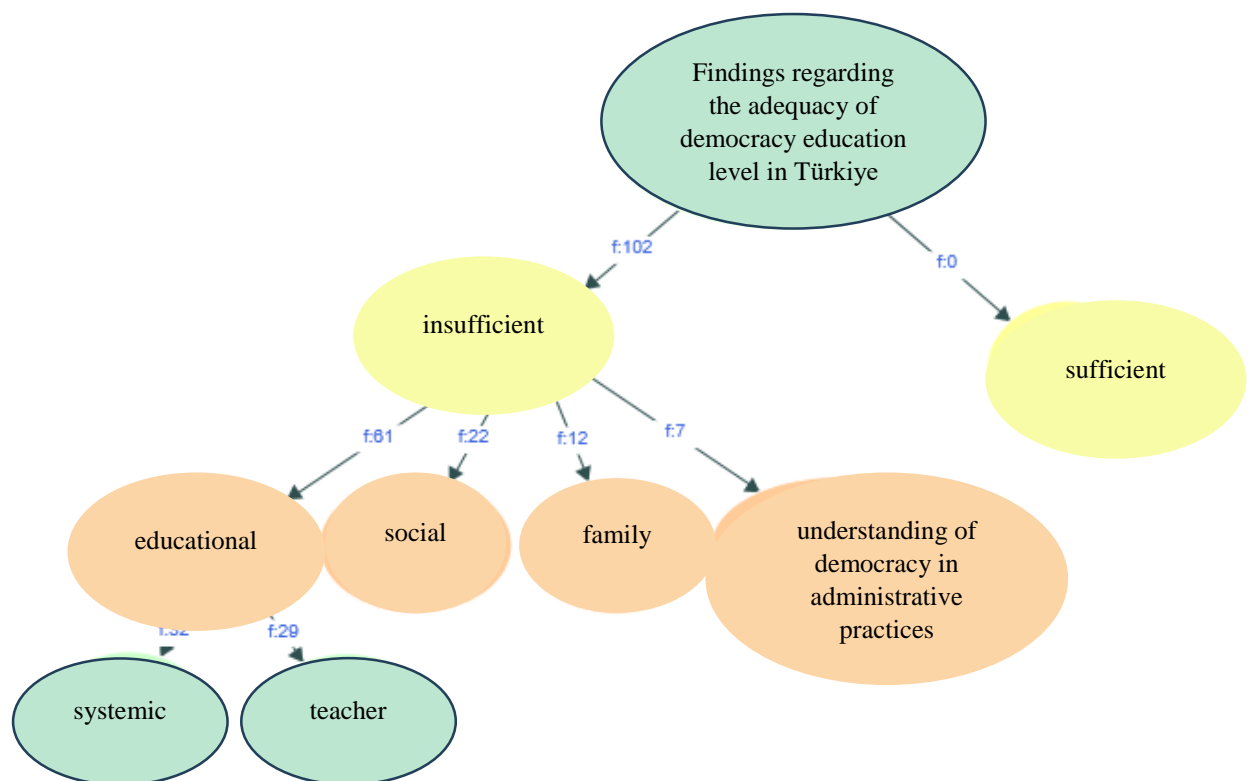 Findings regarding
the adequacy of
democracy education
level in Türkiye
f:102
f:0
insufficient
sufficient
f:61
f:22
f:12
f:7
educational
social
family
understanding of
democracy in
administrative
practices
f:32
f:29
systemic
teacher